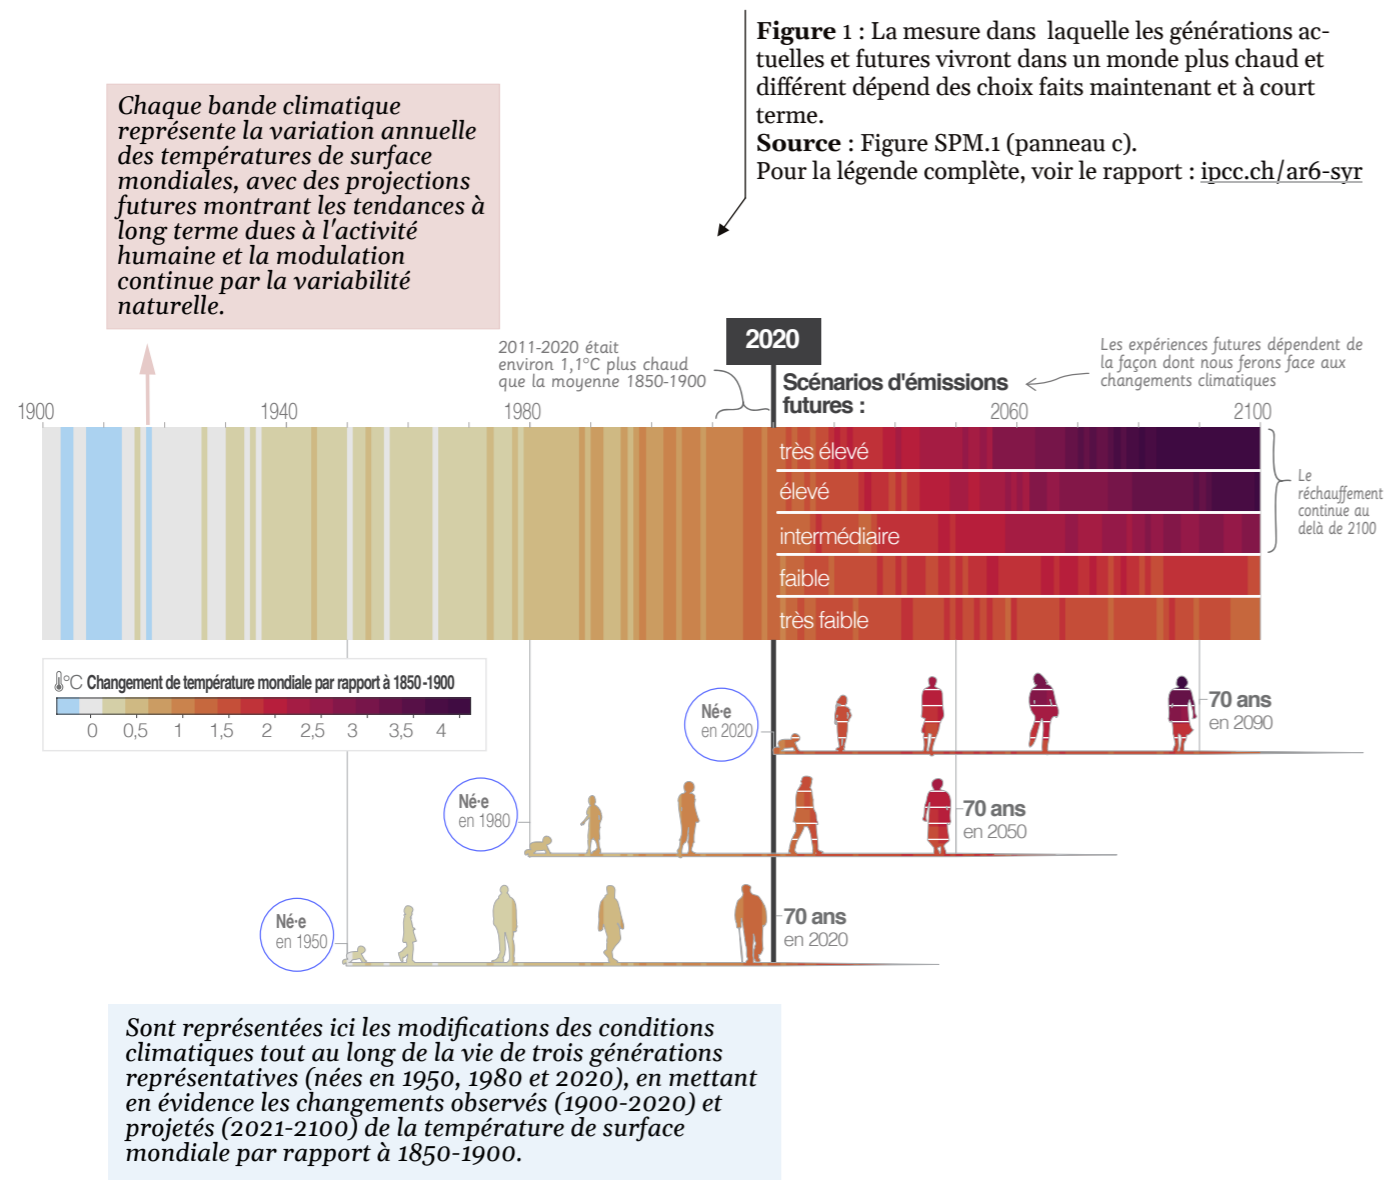 Figure 1 : La mesure dans laquelle les générations ac-
tuelles et futures vivront dans un monde plus chaud et
différent dépend des choix faits maintenant et à court
terme.
Source : Figure SPM.1 (panneau c).
Pour la légende complète, voir le rapport : ipcc.ch/ar6-syr
Chaque bande climatique
représente la variation annuelle
des températures de surface
mondiales, avec des projections
futures montrant les tendances à
long terme dues à l'activité
humaine et la modulation
continue par la variabilité
naturelle.
2011-2020 était
environ 1,1°C plus chaud
que la moyenne 1850-1900
2020
Scénarios d'émissions
futures :
Les expériences futures dépendent de
la façon dont nous ferons face aux
changements climatiques
1900 1940 1980 2060 2100
très élevé
élevé
intermédiaire
faible
très faible
Le
réchauffement
continue au
delà de 2100
°C Changement de température mondiale par rapport à 1850-1900
0 0,5 1 1,5 2 2,5 3 3,5 4
Né·e
en 2020
70 ans
en 2090
Né·e
en 1980
70 ans
en 2050
Né·e
en 1950
70 ans
en 2020
Sont représentées ici les modifications des conditions
climatiques tout au long de la vie de trois générations
représentatives (nées en 1950, 1980 et 2020), en mettant
en évidence les changements observés (1900-2020) et
projetés (2021-2100) de la température de surface
mondiale par rapport à 1850-1900.